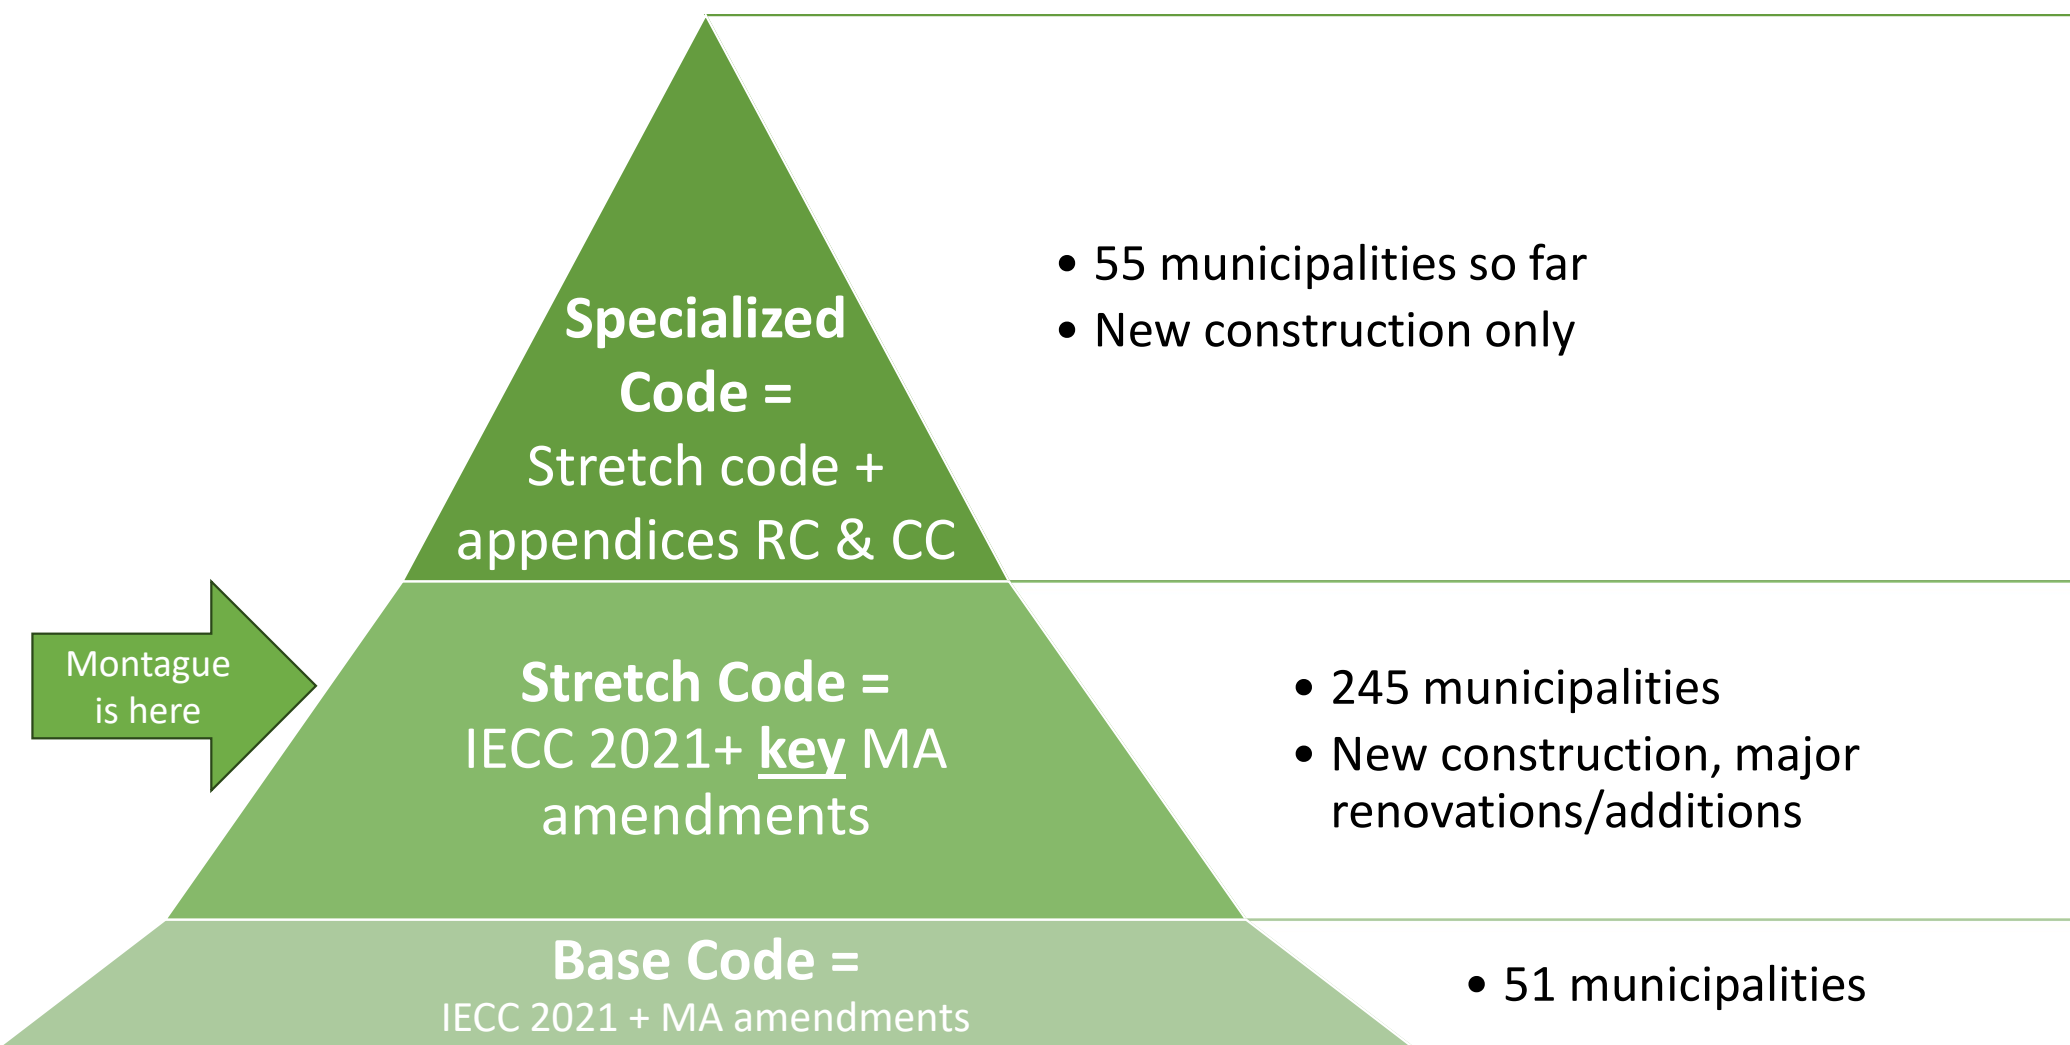 Specialized
Code =
Stretch code +
appendices RC & CC
• 55 municipalities so far
• New construction only
Montague
is here
Stretch Code =
IECC 2021+ key MA
amendments
• 245 municipalities
• New construction, major
renovations/additions
Base Code =
IECC 2021 + MA amendments
• 51 municipalities